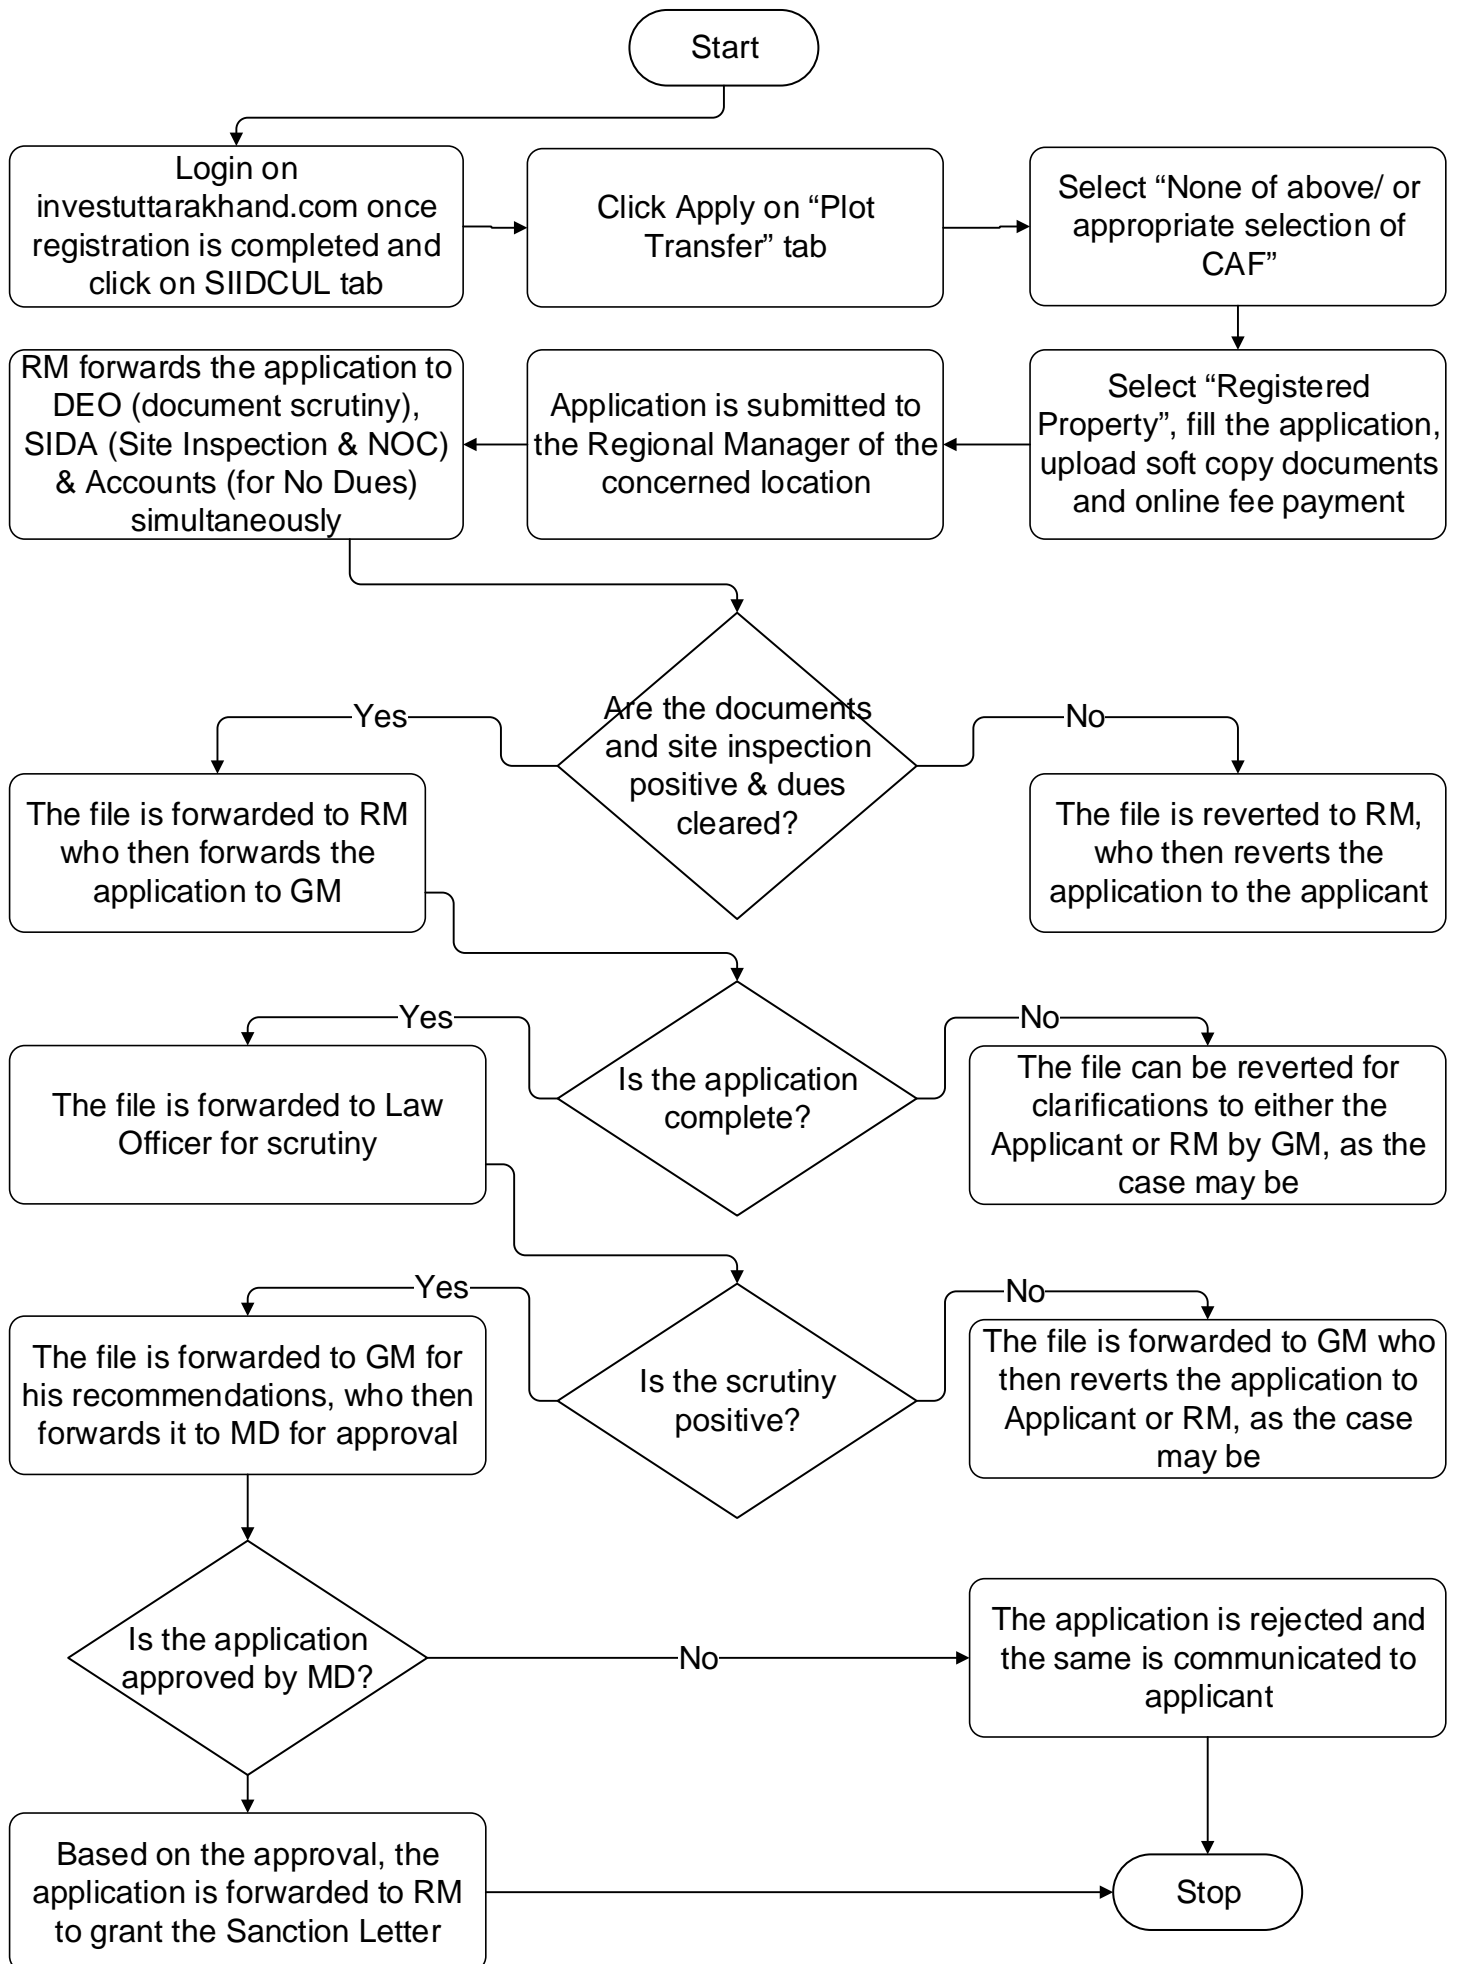 Start
Login on
investuttarakhand.com once
registration is completed and
click on SIIDCUL tab
Click Apply on “Plot
Transfer” tab
Select “None of above/ or
appropriate selection of
CAF”
Select “Registered
Property”, fill the application,
upload soft copy documents
and online fee payment
Application is submitted to
the Regional Manager of the
concerned location
RM forwards the application to
DEO (document scrutiny),
SIDA (Site Inspection & NOC)
& Accounts (for No Dues)
simultaneously
Are the documents
and site inspection
positive & dues
cleared?
Yes
No
The file is forwarded to RM
who then forwards the
application to GM
The file is reverted to RM,
who then reverts the
application to the applicant
Is the application
complete?
Yes
No
The file is forwarded to Law
Officer for scrutiny
The file can be reverted for
clarifications to either the
Applicant or RM by GM, as the
case may be
Is the scrutiny
positive?
Yes
No
The file is forwarded to GM for
his recommendations, who then
forwards it to MD for approval
The file is forwarded to GM who
then reverts the application to
Applicant or RM, as the case
may be
Is the application
approved by MD?
No
The application is rejected and
the same is communicated to
applicant
Based on the approval, the
application is forwarded to RM
to grant the Sanction Letter
Stop